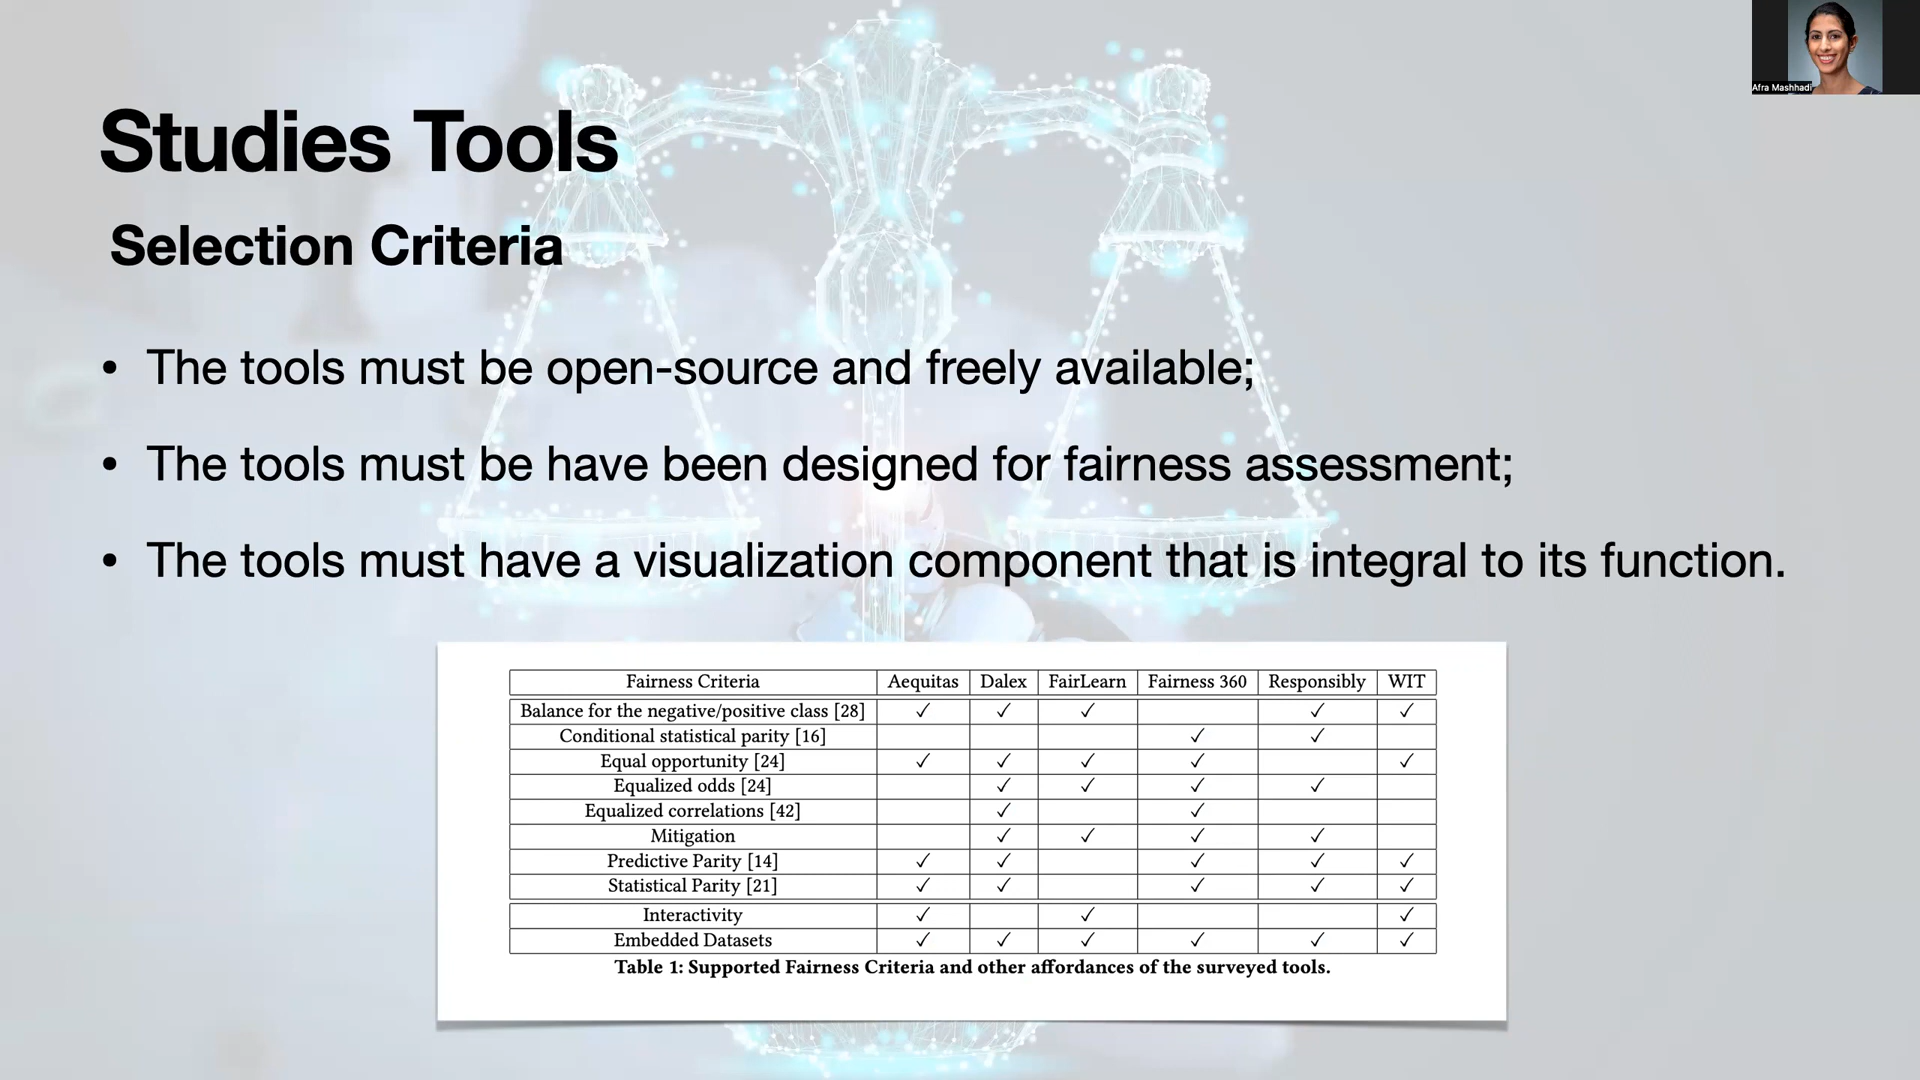 Afra Mashhadi
Studies Tools
Selection Criteria
• The tools must be open-source and freely available;
• The tools must be have been designed for fairness assessment;
• The tools must have a visualization component that is integral to its function.
Fairness Criteria Aequitas Dalex FairLearn Fairness 360 Responsibly WIT
Balance for the negative/positive class [28] ✓ ✓ ✓ ✓ ✓
Conditional statistical parity [16] ✓ ✓
Equal opportunity [24] ✓ ✓ ✓ ✓ ✓
Equalized odds [24] ✓ ✓ ✓ ✓
Equalized correlations [42] ✓ ✓
Mitigation ✓ ✓ ✓ ✓
Predictive Parity [14] ✓ ✓ ✓ ✓ ✓
Statistical Parity [21] ✓ ✓ ✓ ✓ ✓
Interactivity ✓ ✓ ✓
Embedded Datasets ✓ ✓ ✓ ✓ ✓ ✓
Table 1: Supported Fairness Criteria and other affordances of the surveyed tools.